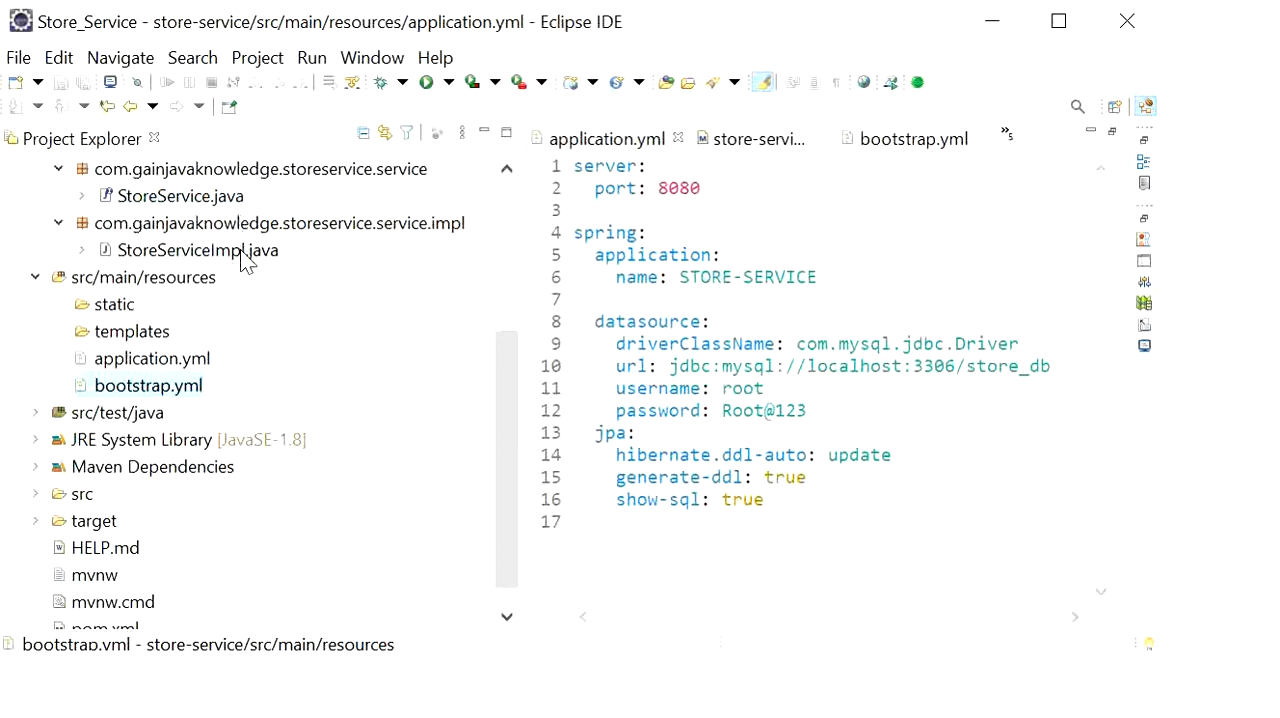 Store_Service - store-service/src/main/resources/application.yml - Eclipse IDE
File Edit Navigate Search Project Run Window Help
Project Explorer
com.gainjavaknowledge.storeservice.service
StoreService.java
com.gainjavaknowledge.storeservice.service.impl
StoreServiceImpl.java
src/main/resources
static
templates
application.yml
bootstrap.yml
src/test/java
JRE System Library [JavaSE-1.8]
Maven Dependencies
src
target
HELP.md
mvnw
mvnw.cmd
pom.xml
application.yml store-servi... bootstrap.yml »5
1 server:
2 port: 8080
3
4 spring:
5 application:
6 name: STORE-SERVICE
7
8 datasource:
9 driverClassName: com.mysql.jdbc.Driver
10 url: jdbc:mysql://localhost:3306/store_db
11 username: root
12 password: Root@123
13 jpa:
14 hibernate.ddl-auto: update
15 generate-ddl: true
16 show-sql: true
17
bootstrap.yml - store-service/src/main/resources